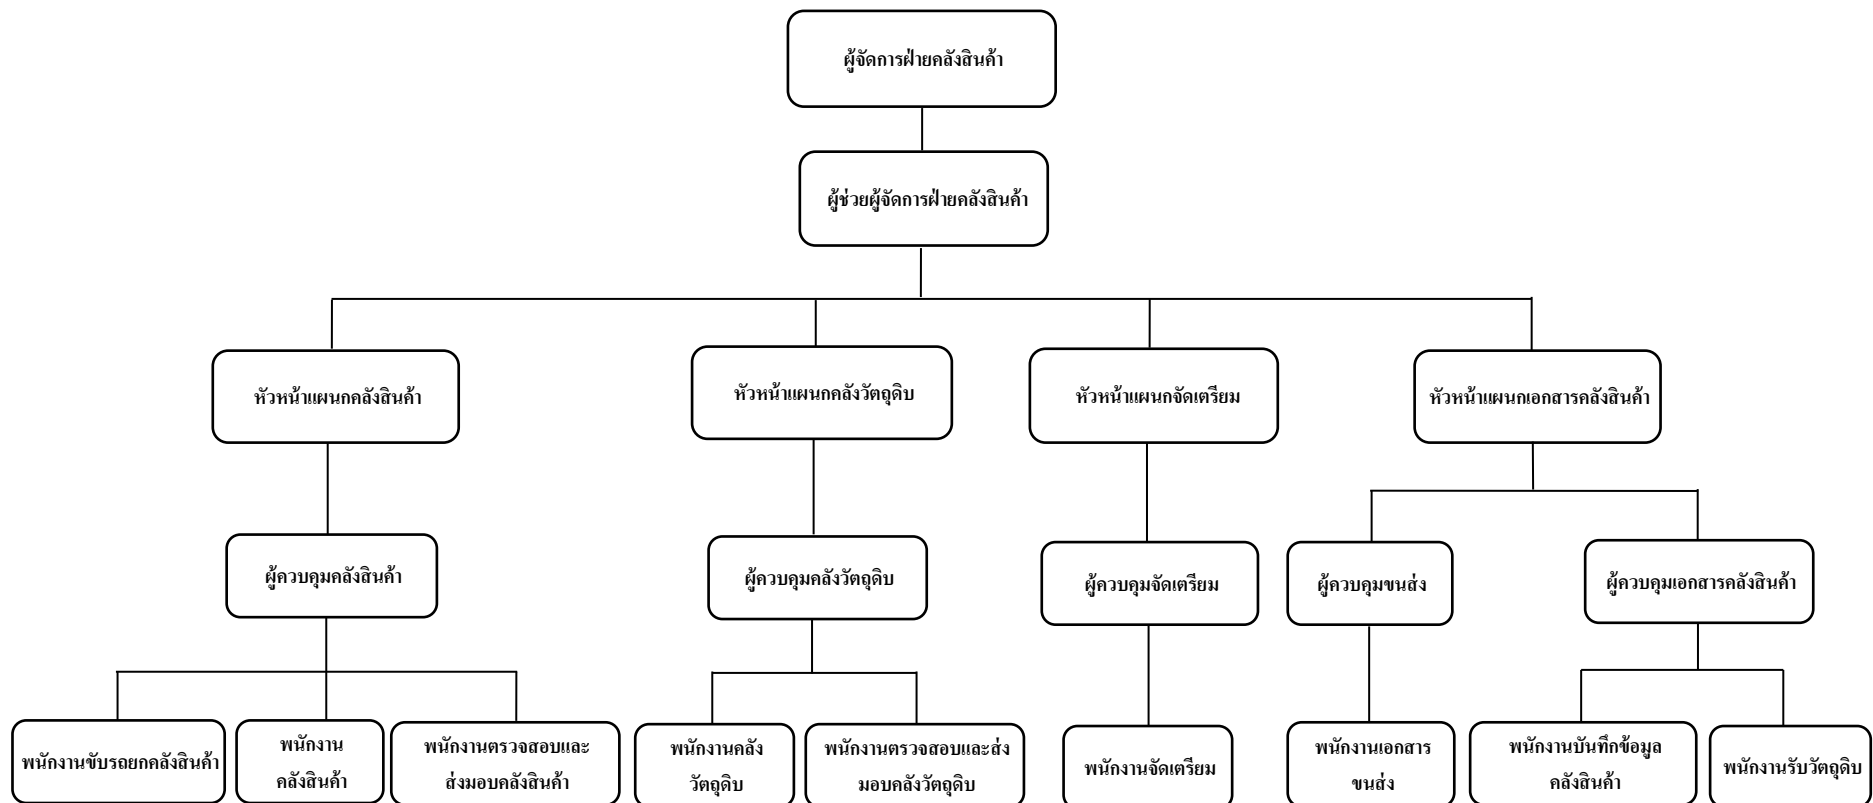 ผู้จัดการฝ่ายคลังสินค้า
ผู้ช่วยผู้จัดการฝ่ายคลังสินค้า
หัวหน้าแผนกคลังสินค้า
หัวหน้าแผนกคลังวัตถุดิบ
หัวหน้าแผนกจัดเตรียม
หัวหน้าแผนกเอกสารคลังสินค้า
ผู้ควบคุมคลังสินค้า
ผู้ควบคุมคลังวัตถุดิบ
ผู้ควบคุมจัดเตรียม
ผู้ควบคุมขนส่ง
ผู้ควบคุมเอกสารคลังสินค้า
พนักงานขับรถยกคลังสินค้า
พนักงาน
คลังสินค้า
พนักงานตรวจสอบและ
ส่งมอบคลังสินค้า
พนักงานคลัง
วัตถุดิบ
พนักงานตรวจสอบและส่ง
มอบคลังวัตถุดิบ
พนักงานจัดเตรียม
พนักงานเอกสาร
ขนส่ง
พนักงานบันทึกข้อมูล
คลังสินค้า
พนักงานรับวัตถุดิบ